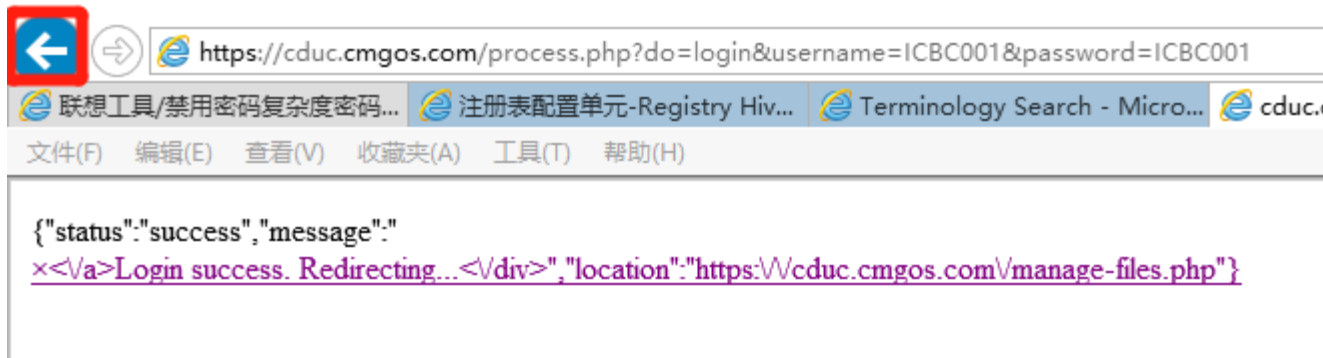 https://cduc.cmgos.com/process.php?do=login&username=ICBC001&password=ICBC001
联想工具/禁用密码复杂度密码... 注册表配置单元-Registry Hiv... Terminology Search - Micro... cduc.
文件(F) 编辑(E) 查看(V) 收藏夹(A) 工具(T) 帮助(H)
{"status":"success","message":"
×<\/a>Login success. Redirecting...<\/div>","location":"https:\/\/cduc.cmgos.com\/manage-files.php"}